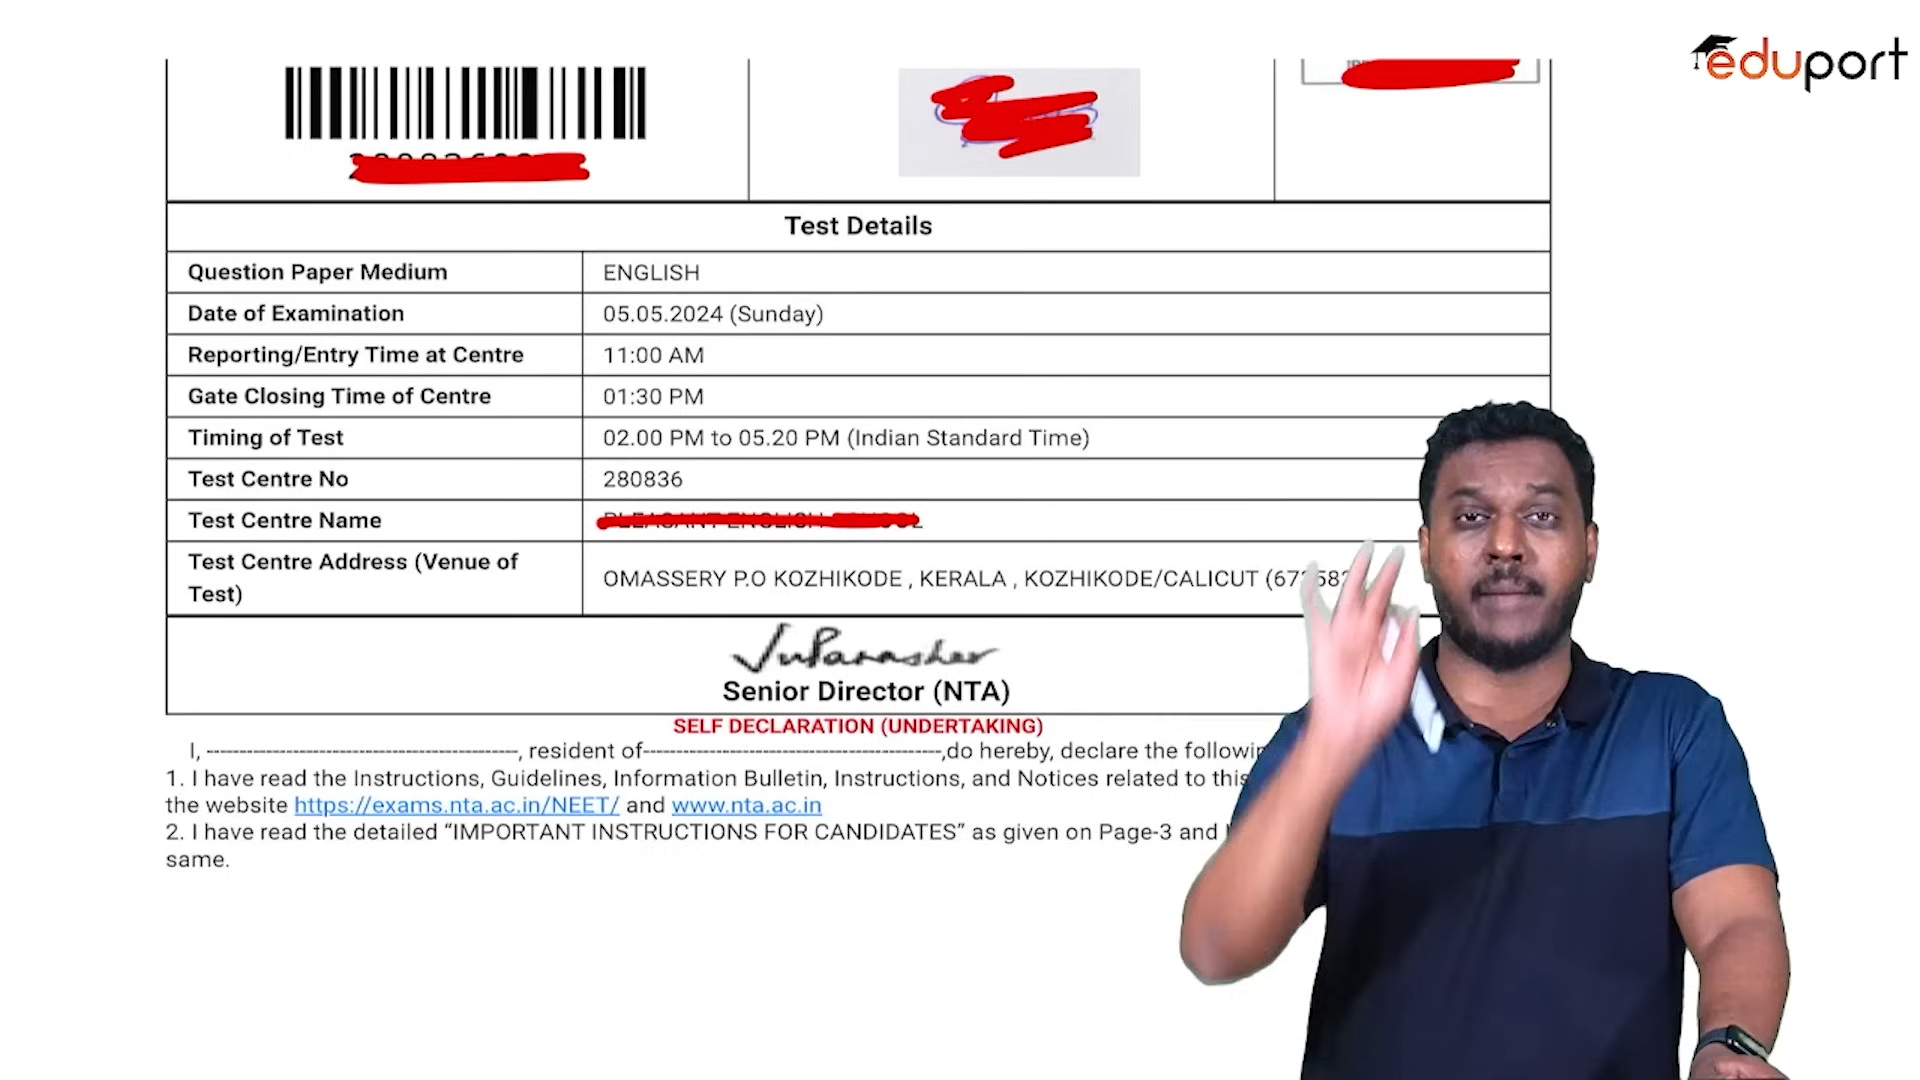 eduport
Test Details
Question Paper Medium ENGLISH
Date of Examination 05.05.2024 (Sunday)
Reporting/Entry Time at Centre 11:00 AM
Gate Closing Time of Centre 01:30 PM
Timing of Test 02.00 PM to 05.20 PM (Indian Standard Time)
Test Centre No 280836
Test Centre Name
Test Centre Address (Venue of
Test)
OMASSERY P.O KOZHIKODE , KERALA , KOZHIKODE/CALICUT
Senior Director (NTA)
SELF DECLARATION (UNDERTAKING)
I, ----------------------------------------------, resident of--------------------------------------------,do hereby, declare the
1. I have read the Instructions, Guidelines, Information Bulletin, Instructions, and Notices related to this
the website https://exams.nta.ac.in/NEET/ and www.nta.ac.in
2. I have read the detailed “IMPORTANT INSTRUCTIONS FOR CANDIDATES” as given on Page-3 and
same.